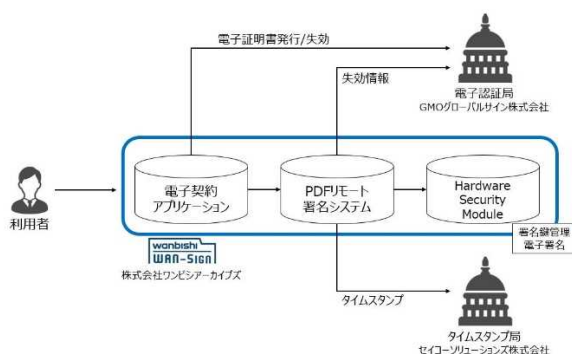 電子証明書発行/失効
失効情報
電子認証局
GMOグローバルサイン株式会社
利用者
電子契約
アプリケーション
PDFリモート
署名システム
Hardware
Security
Module
署名鍵管理
電子署名
wanbishi
WAN-SIGN
株式会社ワンビシアーカイブズ
タイムスタンプ
タイムスタンプ局
セイコーソリューションズ株式会社